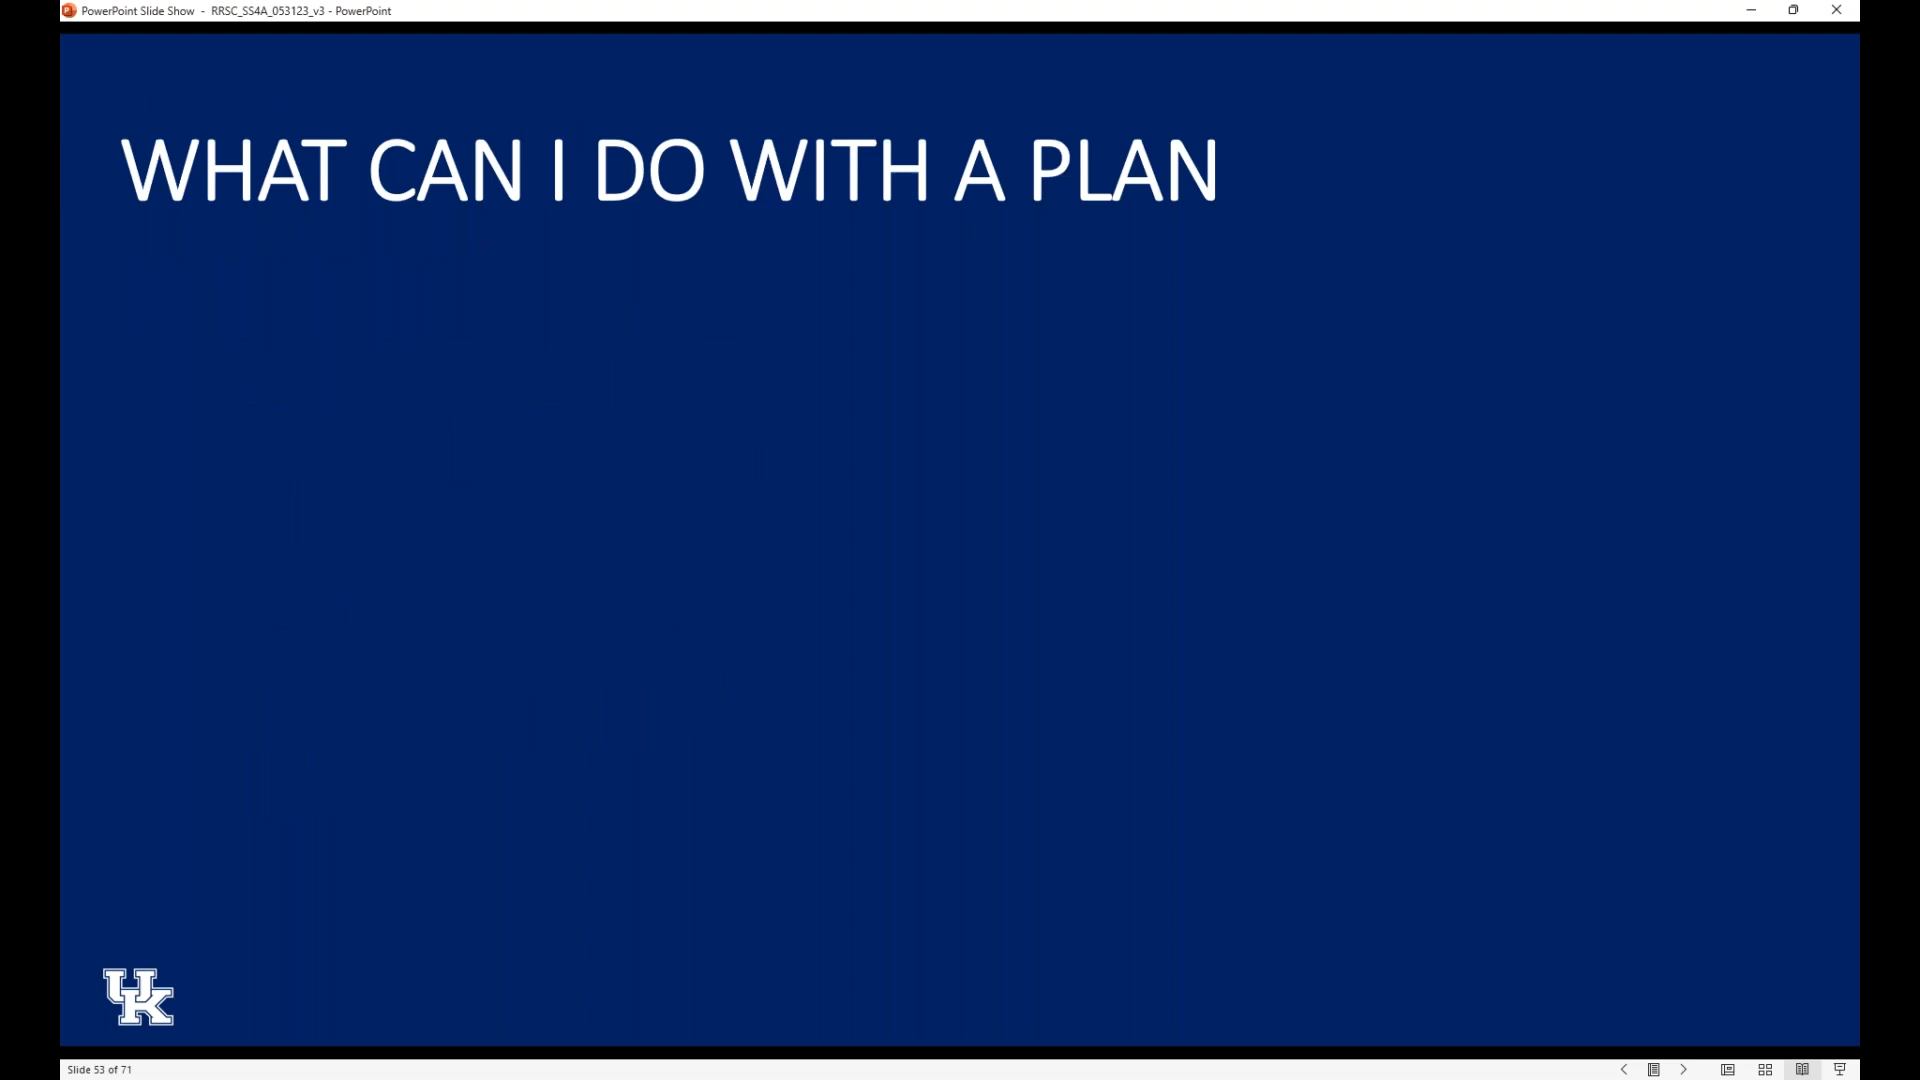 PowerPoint Slide Show - RRSC_SS4A_053123_v3 - PowerPoint
WHAT CAN I DO WITH A PLAN
UK
Slide 53 of 71